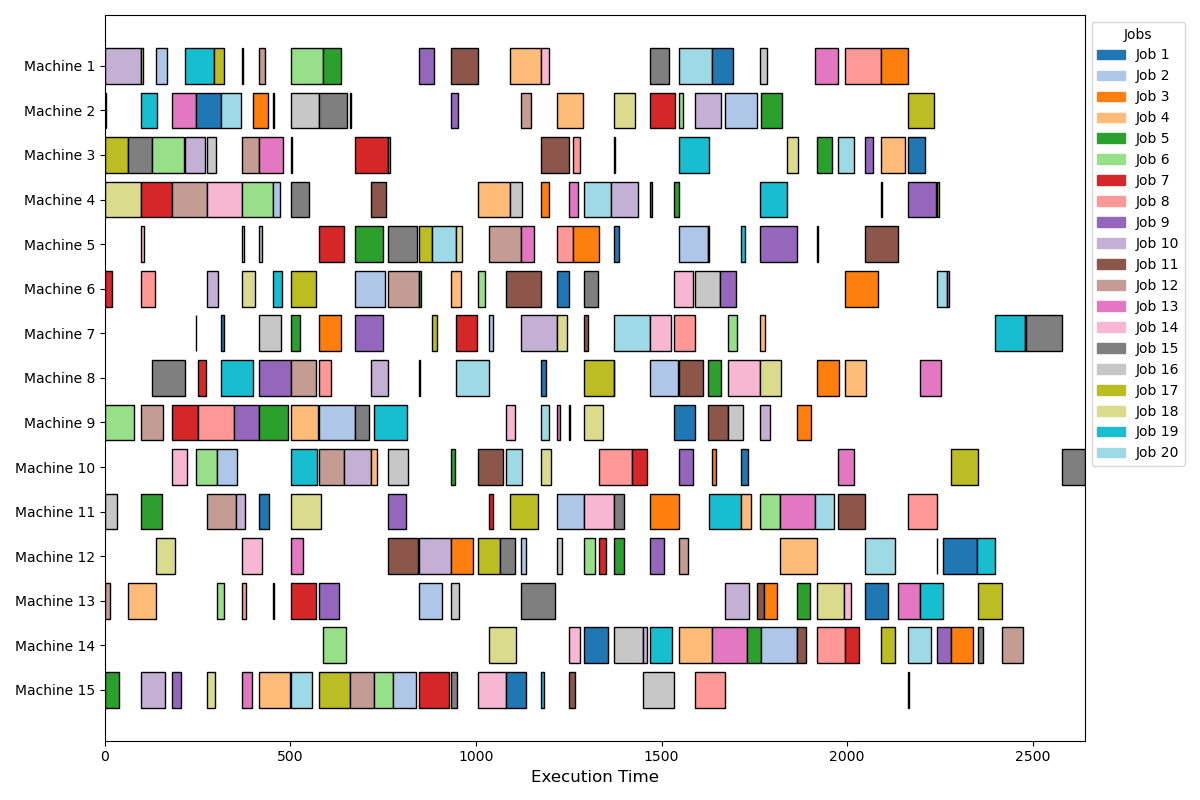 Machine 1
Machine 2
Machine 3
Machine 4
Machine 5
Machine 6
Machine 7
Machine 8
Machine 9
Machine 10
Machine 11
Machine 12
Machine 13
Machine 14
Machine 15
0
500
1000
1500
2000
2500
Execution Time
Jobs
Job 1
Job 2
Job 3
Job 4
Job 5
Job 6
Job 7
Job 8
Job 9
Job 10
Job 11
Job 12
Job 13
Job 14
Job 15
Job 16
Job 17
Job 18
Job 19
Job 20